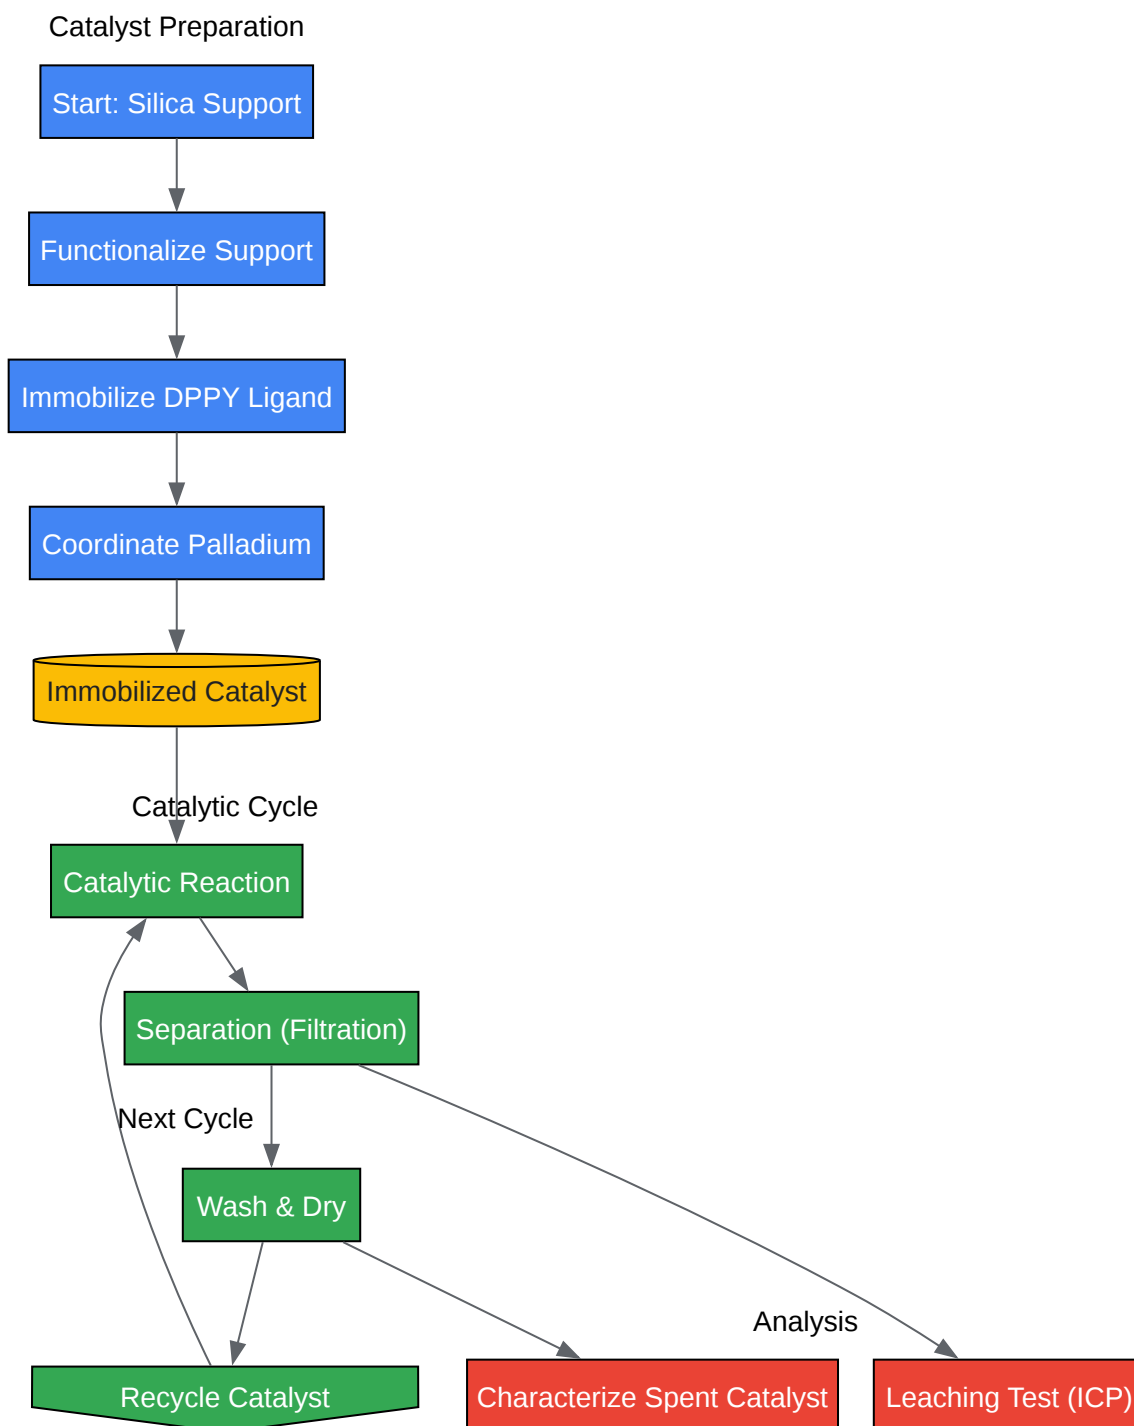 Catalyst Preparation
Start: Silica Support
Functionalize Support
Immobilize DPPY Ligand
Coordinate Palladium
Immobilized Catalyst
Catalytic Cycle
Catalytic Reaction
Separation (Filtration)
Next Cycle
Wash & Dry
Analysis
Recycle Catalyst
Characterize Spent Catalyst
Leaching Test (ICP)